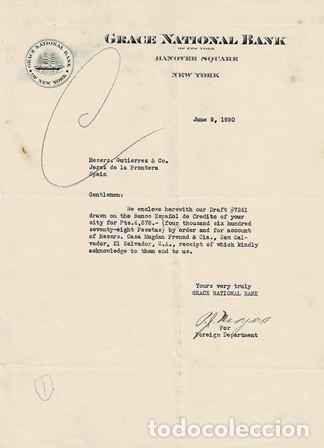 GRACE NATIONAL BANK
OF NEW YORK
HANOVER SQUARE
NEW YORK
GRACE NATIONAL BANK
OF NEW YORK
June 9, 1930
Messrs. Gutierrez & Co.
Jerez de la Frontera
Spain
Gentlemen:
We enclose herewith our Draft #7241
drawn on the Banco Español de Credito of your
city for Pts.4,678.- (four thousand six hundred
seventy-eight Pesetas) by order and for account
of Messrs. Casa Mugdan Freund & Cia., San Sal-
vador, El Salvador, C.A., receipt of which kindly
acknowledge to them and to us.
Yours very truly
GRACE NATIONAL BANK
For
Foreign Department
1
todocoleccion